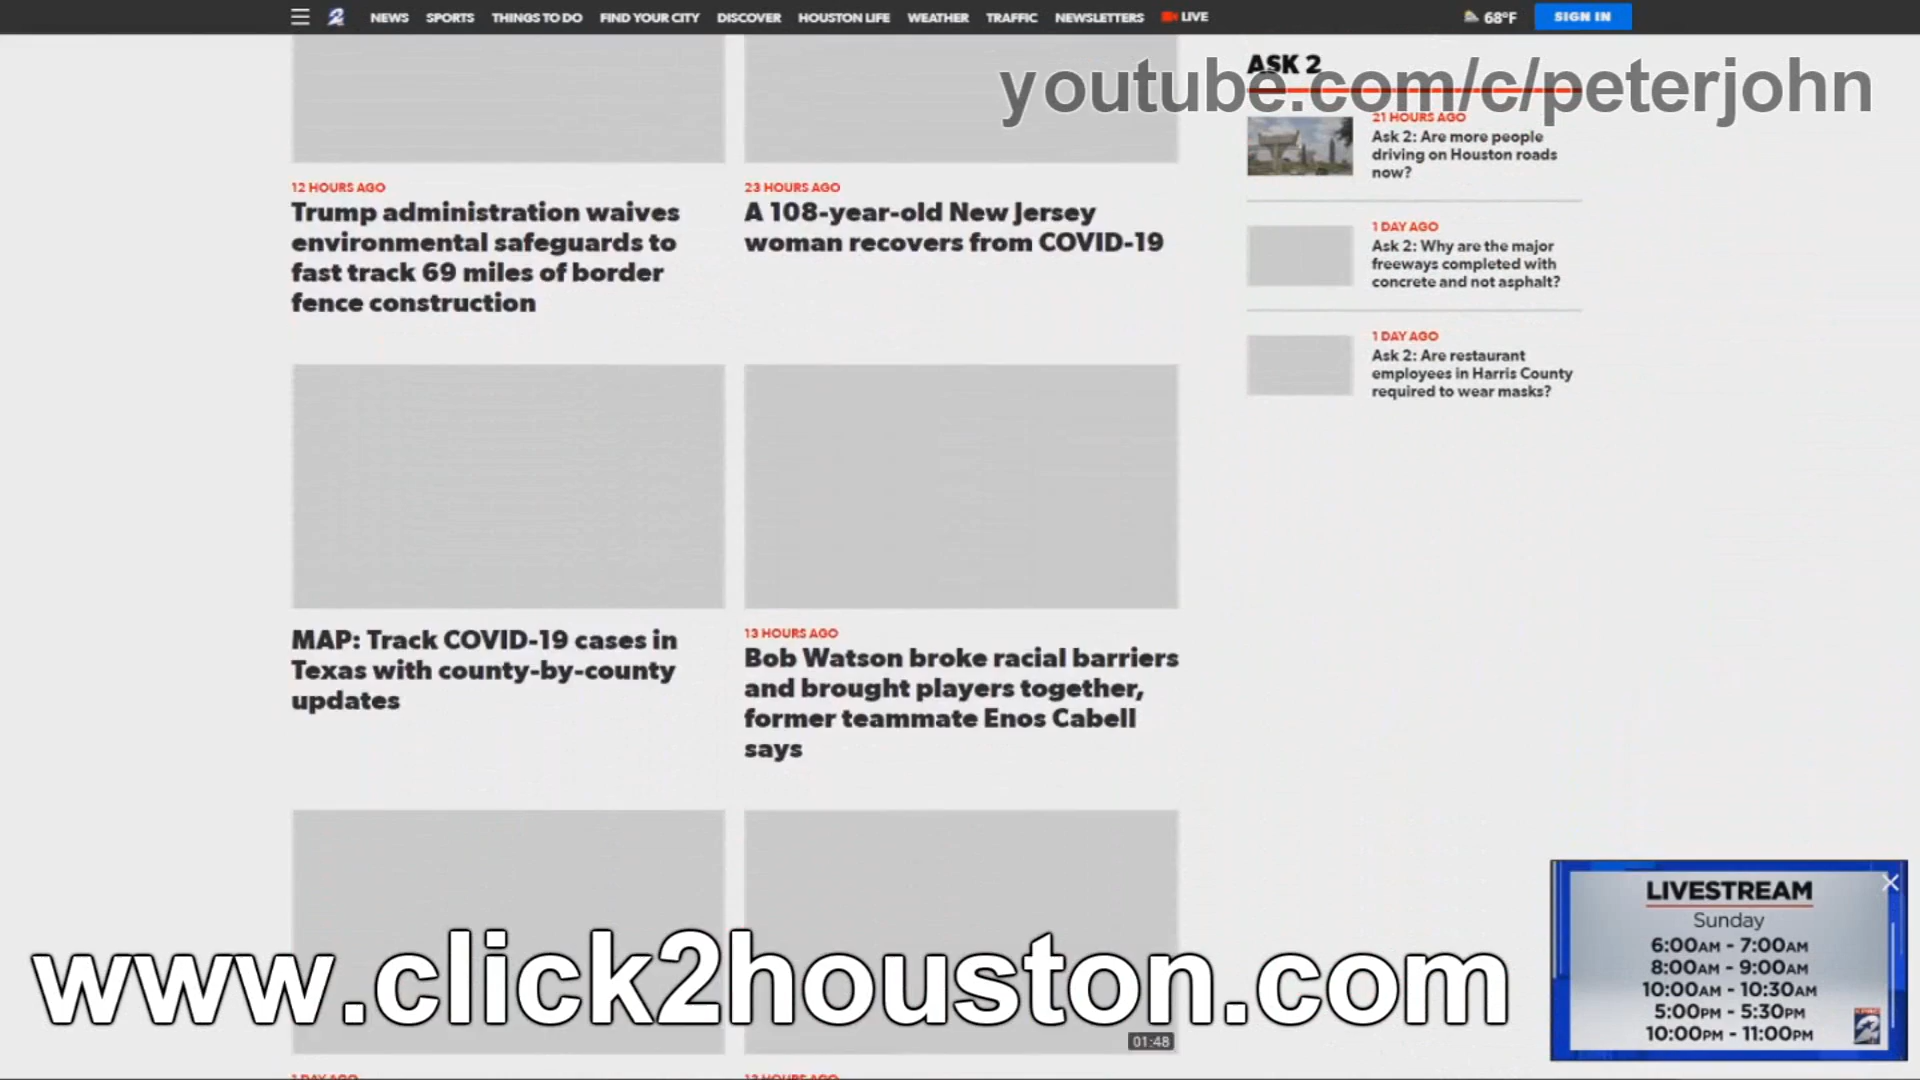 2 NEWS SPORTS THINGS TO DO FIND YOUR CITY DISCOVER HOUSTON LIFE WEATHER TRAFFIC NEWSLETTERS LIVE 68°F SIGN IN
youtube.com/c/peterjohn
12 HOURS AGO
Trump administration waives
environmental safeguards to
fast track 69 miles of border
fence construction
23 HOURS AGO
A 108-year-old New Jersey
woman recovers from COVID-19
ASK 2
21 HOURS AGO
Ask 2: Are more people
driving on Houston roads
now?
1 DAY AGO
Ask 2: Why are the major
freeways completed with
concrete and not asphalt?
1 DAY AGO
Ask 2: Are restaurant
employees in Harris County
required to wear masks?
MAP: Track COVID-19 cases in
Texas with county-by-county
updates
13 HOURS AGO
Bob Watson broke racial barriers
and brought players together,
former teammate Enos Cabell
says
www.click2houston.com
01:48
1 DAY AGO
13 HOURS AGO
LIVESTREAM
Sunday
6:00AM - 7:00AM
8:00AM - 9:00AM
10:00AM - 10:30AM
5:00PM - 5:30PM
10:00PM - 11:00PM
2